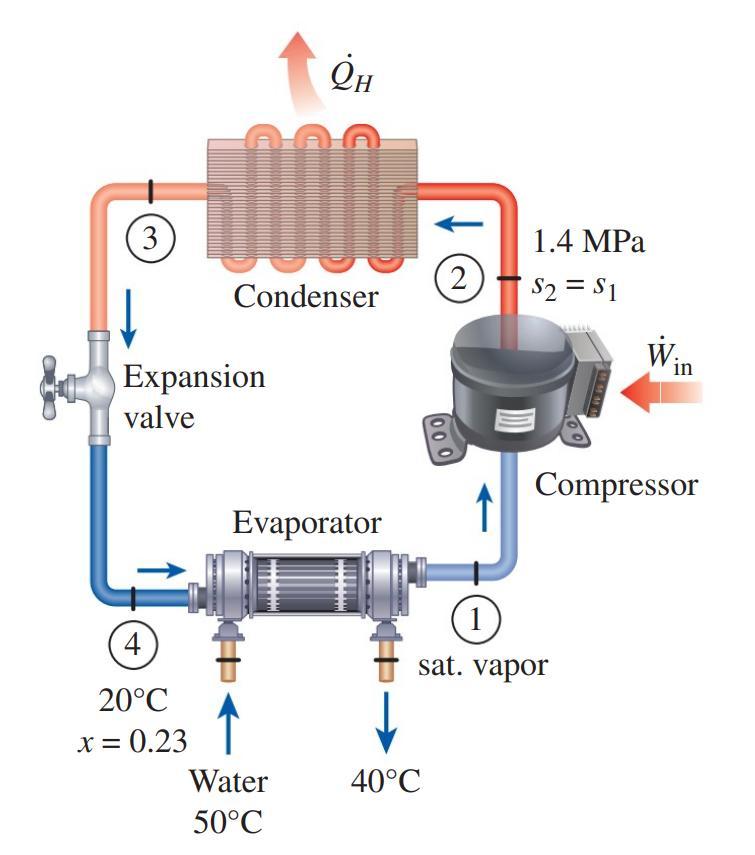 Q̇H
3
Condenser
2
1.4 MPa
s2 = s1
Ẇin
Expansion
valve
Compressor
Evaporator
4
1
sat. vapor
20°C
x = 0.23
Water
50°C
40°C